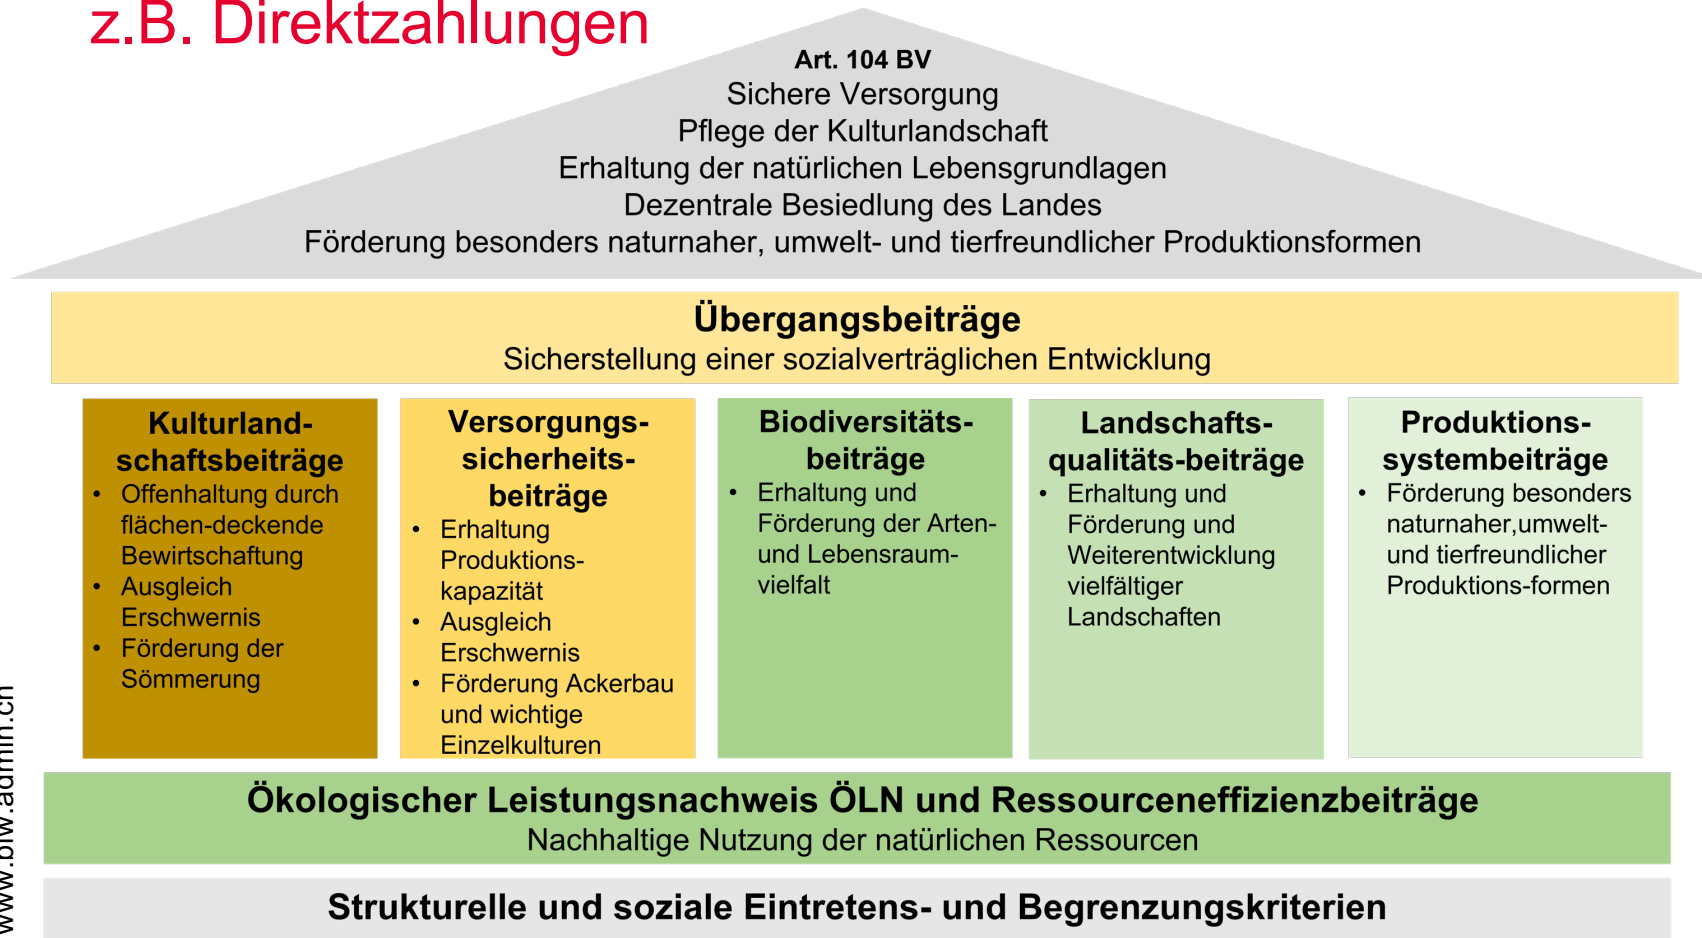 z.B. Direktzahlungen
Art. 104 BV
Sichere Versorgung
Pflege der Kulturlandschaft
Erhaltung der natürlichen Lebensgrundlagen
Dezentrale Besiedlung des Landes
Förderung besonders naturnaher, umwelt- und tierfreundlicher Produktionsformen
Übergangsbeiträge
Sicherstellung einer sozialverträglichen Entwicklung
Kulturland-
schaftsbeiträge
• Offenhaltung durch
flächen-deckende
Bewirtschaftung
• Ausgleich
Erschwernis
• Förderung der
Sömmerung
Versorgungs-
sicherheits-
beiträge
• Erhaltung
Produktions-
kapazität
• Ausgleich
Erschwernis
• Förderung Ackerbau
und wichtige
Einzelkulturen
Biodiversitäts-
beiträge
• Erhaltung und
Förderung der Arten-
und Lebensraum-
vielfalt
Landschafts-
qualitäts-beiträge
• Erhaltung und
Förderung und
Weiterentwicklung
vielfältiger
Landschaften
Produktions-
systembeiträge
• Förderung besonders
naturnaher,umwelt-
und tierfreundlicher
Produktions-formen
Ökologischer Leistungsnachweis ÖLN und Ressourceneffizienzbeiträge
Nachhaltige Nutzung der natürlichen Ressourcen
Strukturelle und soziale Eintretens- und Begrenzungskriterien
www.blw.admin.ch